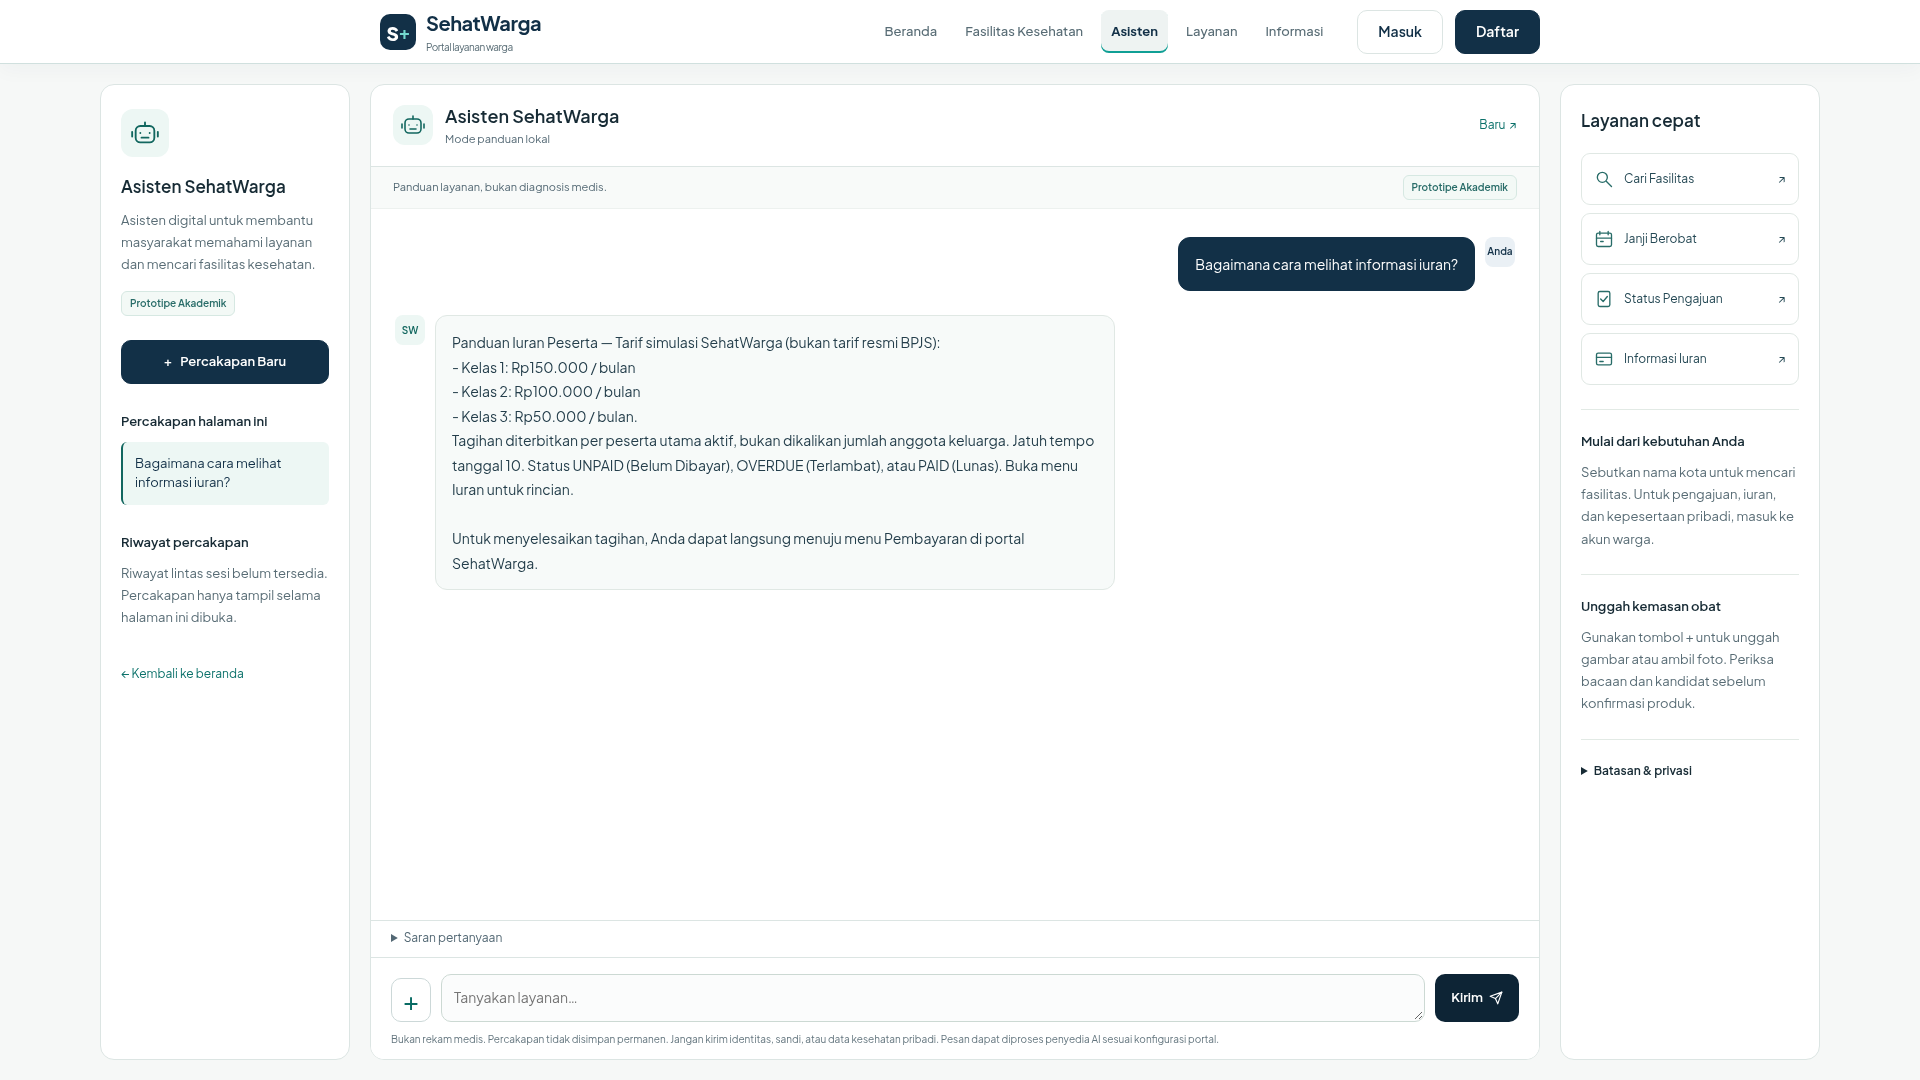 S+
SehatWarga
Portal layanan warga
Beranda
Fasilitas Kesehatan
Asisten
Layanan
Informasi
Masuk
Daftar
Asisten SehatWarga
Asisten digital untuk membantu
masyarakat memahami layanan
dan mencari fasilitas kesehatan.
Prototipe Akademik
+ Percakapan Baru
Percakapan halaman ini
Bagaimana cara melihat
informasi iuran?
Riwayat percakapan
Riwayat lintas sesi belum tersedia.
Percakapan hanya tampil selama
halaman ini dibuka.
← Kembali ke beranda
Asisten SehatWarga
Mode panduan lokal
Baru ↗
Panduan layanan, bukan diagnosis medis.
Prototipe Akademik
Bagaimana cara melihat informasi iuran?
Anda
SW
Panduan Iuran Peserta — Tarif simulasi SehatWarga (bukan tarif resmi BPJS):
- Kelas 1: Rp150.000 / bulan
- Kelas 2: Rp100.000 / bulan
- Kelas 3: Rp50.000 / bulan.
Tagihan diterbitkan per peserta utama aktif, bukan dikalikan jumlah anggota keluarga. Jatuh tempo
tanggal 10. Status UNPAID (Belum Dibayar), OVERDUE (Terlambat), atau PAID (Lunas). Buka menu
Iuran untuk rincian.
Untuk menyelesaikan tagihan, Anda dapat langsung menuju menu Pembayaran di portal
SehatWarga.
▶ Saran pertanyaan
+
Tanyakan layanan...
Kirim
Bukan rekam medis. Percakapan tidak disimpan permanen. Jangan kirim identitas, sandi, atau data kesehatan pribadi. Pesan dapat diproses penyedia AI sesuai konfigurasi portal.
Layanan cepat
Cari Fasilitas ↗
Janji Berobat ↗
Status Pengajuan ↗
Informasi Iuran ↗
Mulai dari kebutuhan Anda
Sebutkan nama kota untuk mencari
fasilitas. Untuk pengajuan, iuran,
dan kepesertaan pribadi, masuk ke
akun warga.
Unggah kemasan obat
Gunakan tombol + untuk unggah
gambar atau ambil foto. Periksa
bacaan dan kandidat sebelum
konfirmasi produk.
▶ Batasan & privasi